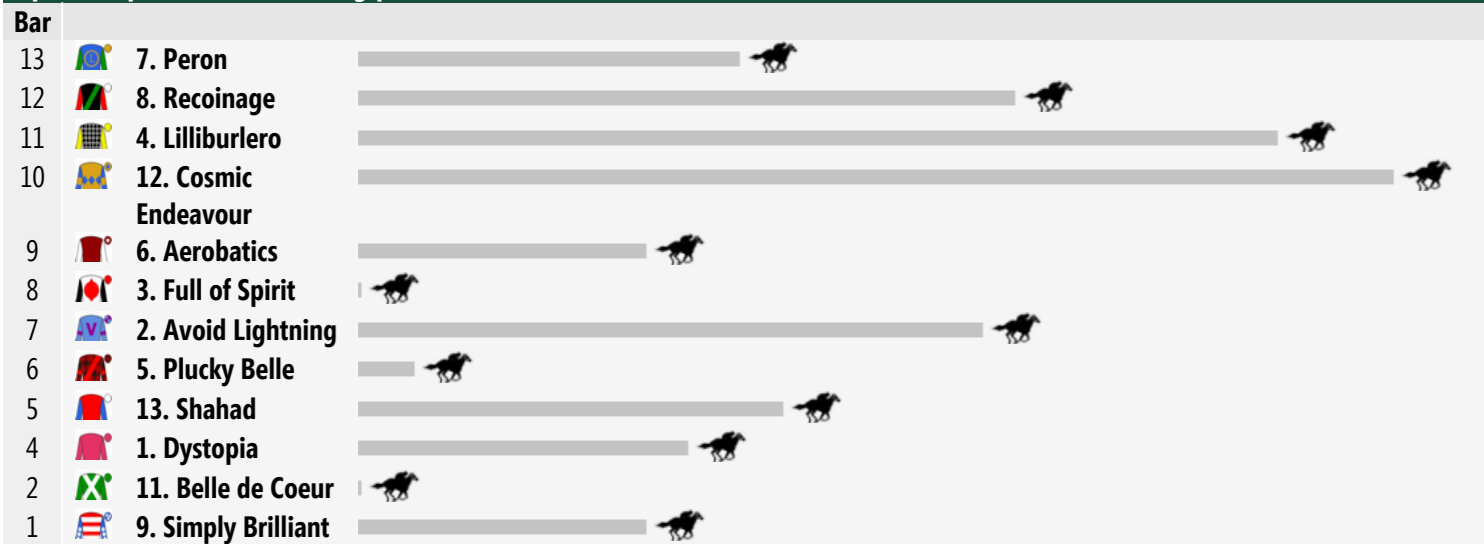 Bar
13 7. Peron
12 8. Recoinage
11 4. Lilliburlero
10 12. Cosmic
Endeavour
9 6. Aerobatics
8 3. Full of Spirit
7 2. Avoid Lightning
6 5. Plucky Belle
5 13. Shahad
4 1. Dystopia
2 11. Belle de Coeur
1 9. Simply Brilliant